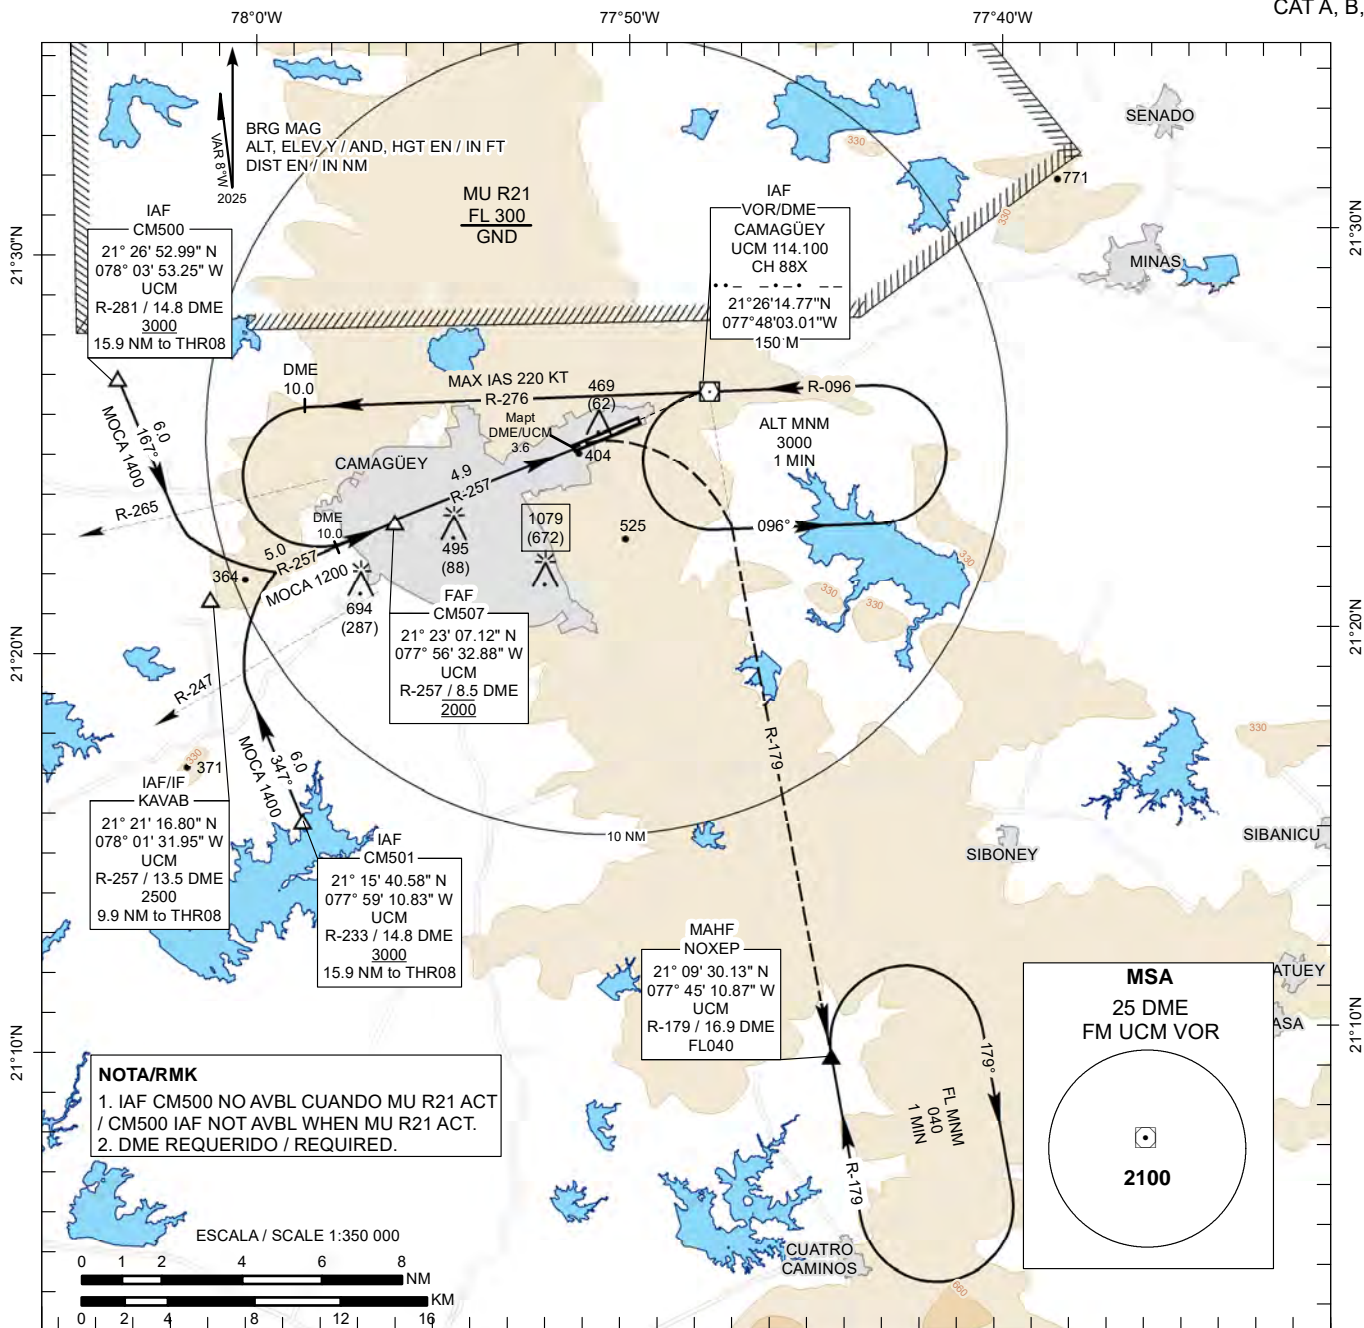 CAT A, B,
78°0'W
77°50'W
77°40'W
21°30"N
21°20'N
21°10'N
21°30'N
21°20'N
21°10'N
VAR 8°W
2025
BRG MAG
ALT, ELEV Y / AND, HGT EN / IN FT
DIST EN / IN NM
MU R21
FL 300
GND
SENADO
330
771
330
MINAS
IAF
CM500
21° 26' 52.99" N
078° 03' 53.25" W
UCM
R-281 / 14.8 DME
3000
15.9 NM to THR08
IAF
VOR/DME
CAMAGÜEY
UCM 114.100
CH 88X
21°26'14.77"N
077°48'03.01"W
150 M
DME
10.0
MAX IAS 220 KT
R-276
469
(62)
R-096
Mapt
DME/UCM
3.6
404
ALT MNM
3000
1 MIN
CAMAGÜEY
4.9
R-257
6.0
167°
MOCA 1400
R-265
DME
10.0
096°
1079
(672)
525
495
(88)
5.0
R-257
MOCA 1200
364
694
(287)
330
330
330
FAF
CM507
21° 23' 07.12" N
077° 56' 32.88" W
UCM
R-257 / 8.5 DME
2000
R-247
R-179
330
371
330
6.0
347°
MOCA 1400
IAF/IF
KAVAB
21° 21' 16.80" N
078° 01' 31.95" W
UCM
R-257 / 13.5 DME
2500
9.9 NM to THR08
IAF
CM501
21° 15' 40.58" N
077° 59' 10.83" W
UCM
R-233 / 14.8 DME
3000
15.9 NM to THR08
10 NM
SIBONEY
SIBANICU
MAHF
NOXEP
21° 09' 30.13" N
077° 45' 10.87" W
UCM
R-179 / 16.9 DME
FL040
179°
FL MNM
040
1 MIN
R-179
ATUEY
ASA
MSA
25 DME
FM UCM VOR
2100
NOTA/RMK
1. IAF CM500 NO AVBL CUANDO MU R21 ACT
/ CM500 IAF NOT AVBL WHEN MU R21 ACT.
2. DME REQUERIDO / REQUIRED.
ESCALA / SCALE 1:350 000
0 1 2 4 6 8
NM
KM
0 2 4 8 12 16
CUATRO
CAMINOS
660